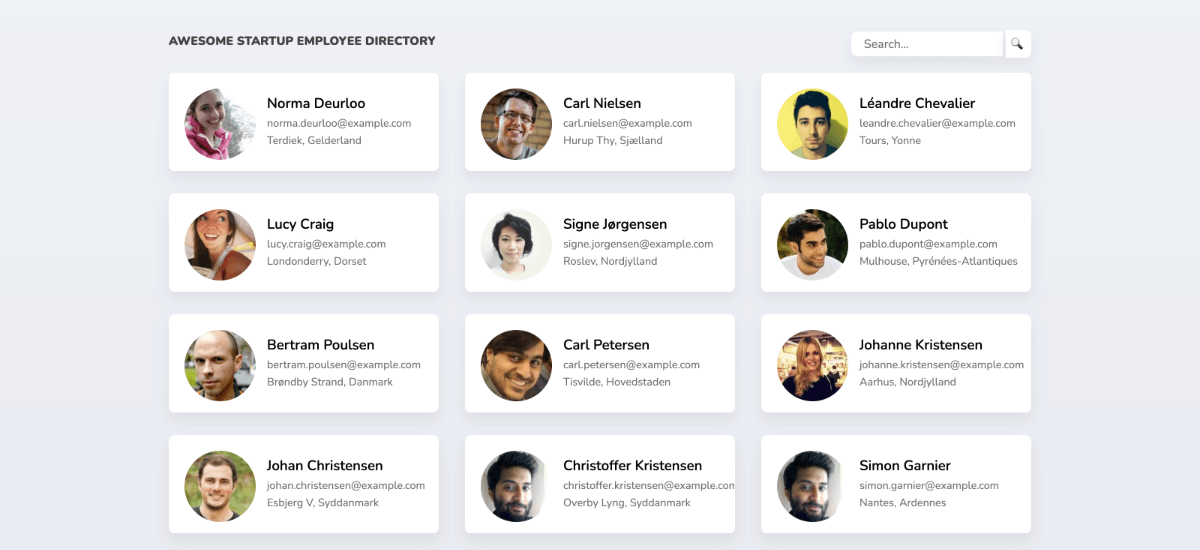 AWESOME STARTUP EMPLOYEE DIRECTORY
Search...
Norma Deurloo
norma.deurloo@example.com
Terdiek, Gelderland
Carl Nielsen
carl.nielsen@example.com
Hurup Thy, Sjælland
Léandre Chevalier
leandre.chevalier@example.com
Tours, Yonne
Lucy Craig
lucy.craig@example.com
Londonderry, Dorset
Signe Jørgensen
signe.jorgensen@example.com
Roslev, Nordjylland
Pablo Dupont
pablo.dupont@example.com
Mulhouse, Pyrénées-Atlantiques
Bertram Poulsen
bertram.poulsen@example.com
Brøndby Strand, Danmark
Carl Petersen
carl.petersen@example.com
Tisvilde, Hovedstaden
Johanne Kristensen
johanne.kristensen@example.com
Aarhus, Nordjylland
Johan Christensen
johan.christensen@example.com
Esbjerg V, Syddanmark
Christoffer Kristensen
christoffer.kristensen@example.con
Overby Lyng, Syddanmark
Simon Garnier
simon.garnier@example.com
Nantes, Ardennes